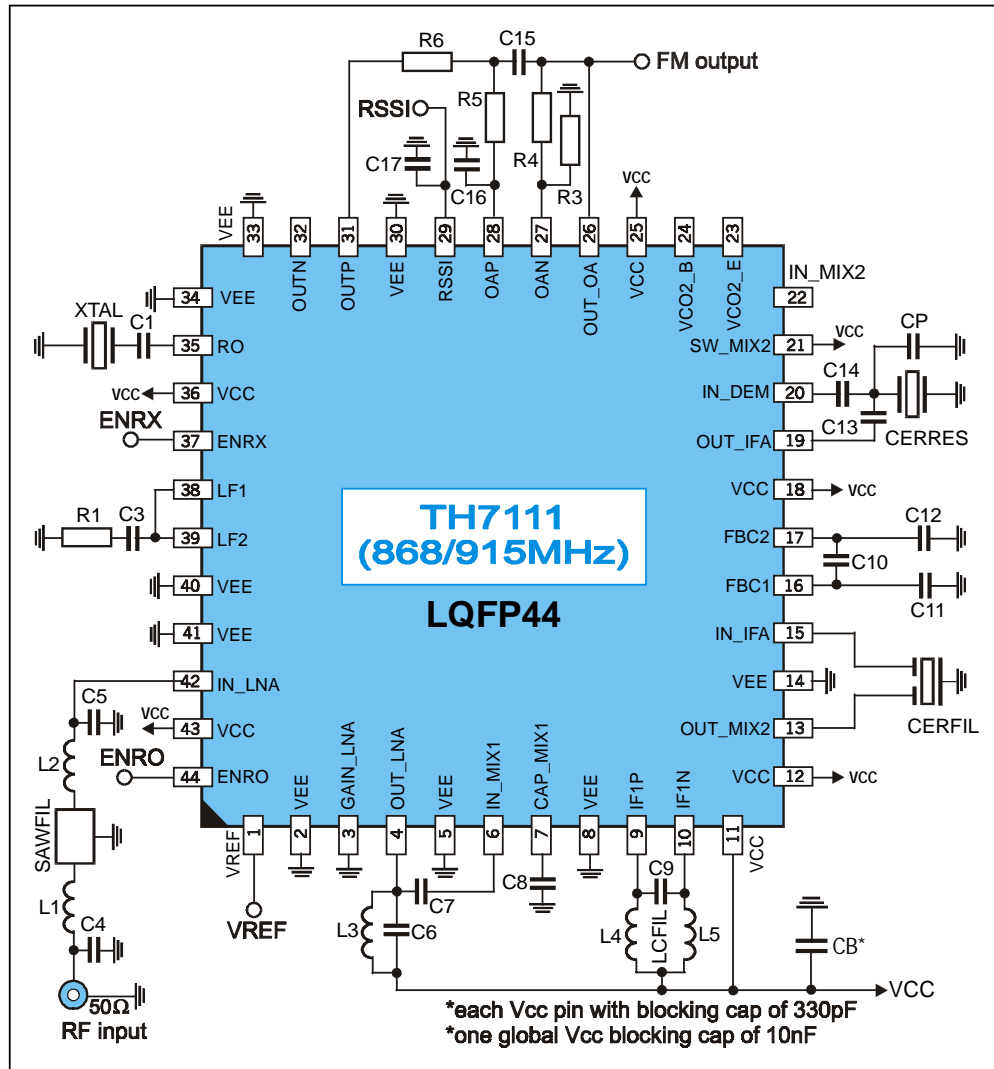 R6
C15
FM output
RSSI
R5
C17
C16
R4
R3
VCC
VEE
33
32
31
30
29
28
27
26
25
24
23
OUTN
OUTP
VEE
RSSI
OAP
OAN
OUT_OA
VCC
VCO2_B
VCO2_E
IN_MIX2
22
34
VEE
XTAL
C1
35
RO
VCC
36
VCC
ENRX
37
ENRX
38
LF1
R1
C3
39
LF2
40
VEE
41
VEE
42
IN_LNA
C5
VCC
43
VCC
L2
ENRO
44
ENRO
SAWFIL
L1
C4
50Ω
RF input
TH7111
(868/915MHz)
LQFP44
SW_MIX2
21
VCC
CP
IN_DEM
20
C14
C13
CERRES
OUT_IFA
19
VCC
18
VCC
FBC2
17
C12
C10
FBC1
16
C11
IN_IFA
15
VEE
14
OUT_MIX2
13
CERFIL
VCC
12
VCC
VEE
GAIN_LNA
OUT_LNA
VEE
IN_MIX1
CAP_MIX1
VEE
IF1P
IF1N
VREF
1
2
3
4
5
6
7
8
9
10
11
VCC
VREF
L3
C7
C6
C8
C9
L4
LCFIL
L5
CB*
VCC
*each Vcc pin with blocking cap of 330pF
*one global Vcc blocking cap of 10nF